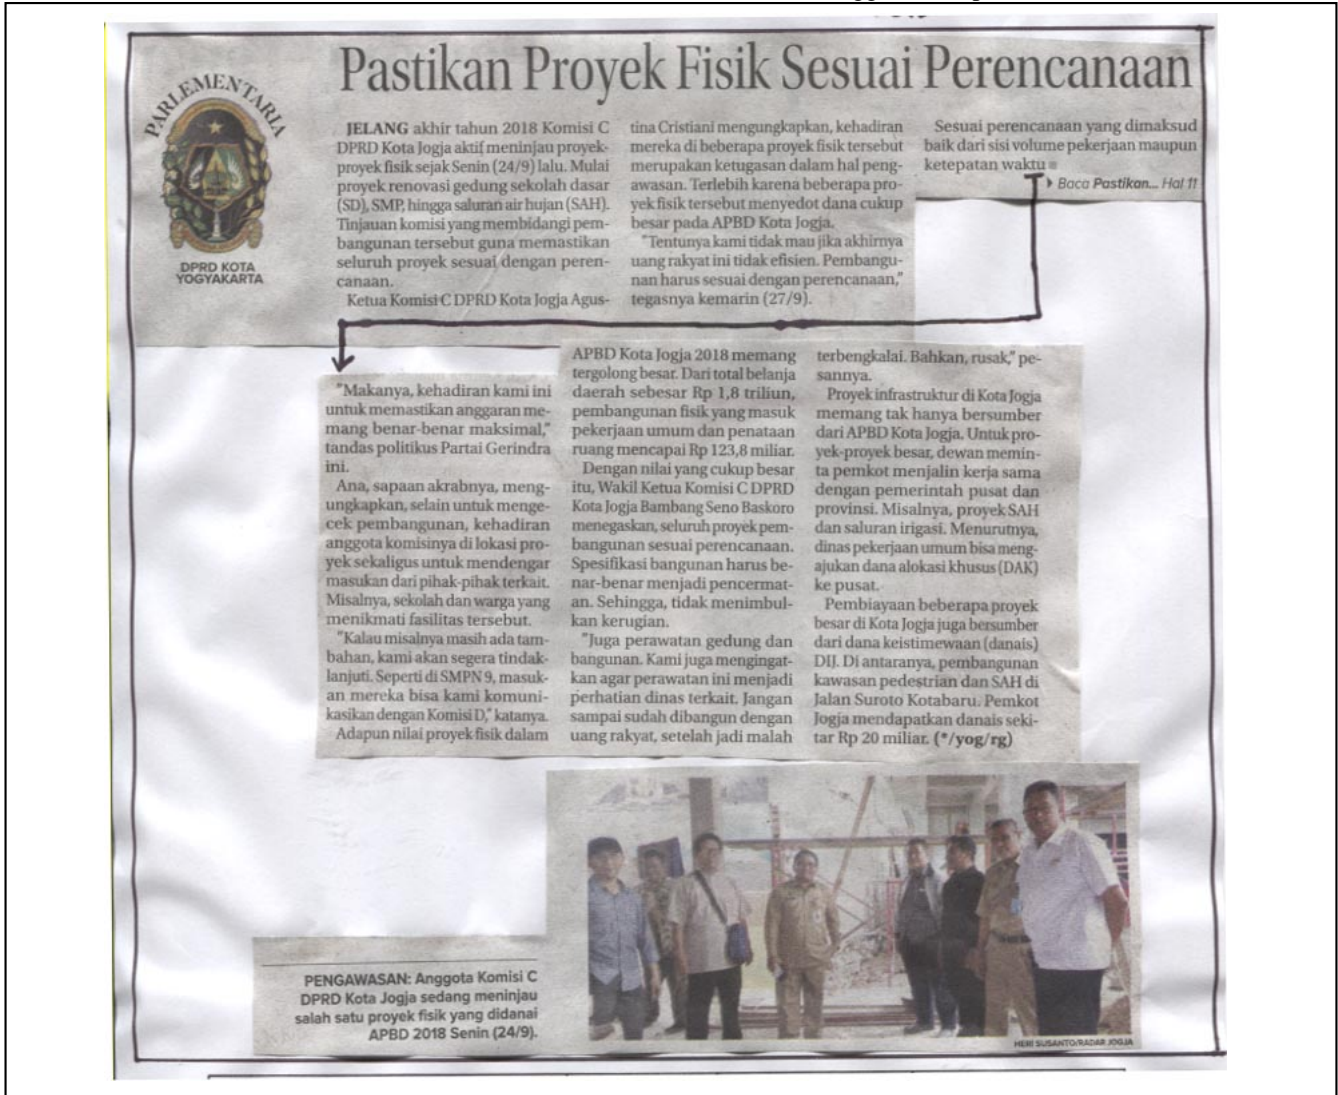 Pastikan Proyek Fisik Sesuai Perencanaan
PARLEMENTARIA
DPRD KOTA
YOGYAKARTA
JELANG akhir tahun 2018 Komisi C
DPRD Kota Jogja aktif meninjau proyek-
proyek fisik sejak Senin (24/9) lalu. Mulai
proyek renovasi gedung sekolah dasar
(SD), SMP, hingga saluran air hujan (SAH).
Tinjauan komisi yang membidangi pem-
bangunan tersebut guna memastikan
seluruh proyek sesuai dengan peren-
canaan.
Ketua Komisi C DPRD Kota Jogja Agus-
tina Cristiani mengungkapkan, kehadiran
mereka di beberapa proyek fisik tersebut
merupakan ketugasan dalam hal peng-
awasan. Terlebih karena beberapa pro-
yek fisik tersebut menyedot dana cukup
besar pada APBD Kota Jogja.
"Tentunya kami tidak mau jika akhirnya
uang rakyat ini tidak efisien. Pembangu-
nan harus sesuai dengan perencanaan,"
tegasnya kemarin (27/9).
Sesuai perencanaan yang dimaksud
baik dari sisi volume pekerjaan maupun
ketepatan waktu
Baca Pastikan... Hal 11
"Makanya, kehadiran kami ini
untuk memastikan anggaran me-
mang benar-benar maksimal,"
tandas politikus Partai Gerindra
ini.
Ana, sapaan akrabnya, meng-
ungkapkan, selain untuk menge-
cek pembangunan, kehadiran
anggota komisinya di lokasi pro-
yek sekaligus untuk mendengar
masukan dari pihak-pihak terkait.
Misalnya, sekolah dan warga yang
menikmati fasilitas tersebut.
"Kalau misalnya masih ada tam-
bahan, kami akan segera tindak-
lanjuti. Seperti di SMPN 9, masuk-
an mereka bisa kami komuni-
kasikan dengan Komisi D," katanya.
Adapun nilai proyek fisik dalam
APBD Kota Jogja 2018 memang
tergolong besar. Dari total belanja
daerah sebesar Rp 1,8 triliun,
pembangunan fisik yang masuk
pekerjaan umum dan penataan
ruang mencapai Rp 123,8 miliar.
Dengan nilai yang cukup besar
itu, Wakil Ketua Komisi C DPRD
Kota Jogja Bambang Seno Baskoro
menegaskan, seluruh proyek pem-
bangunan sesuai perencanaan.
Spesifikasi bangunan harus be-
nar-benar menjadi pencermat-
an. Sehingga, tidak menimbul-
kan kerugian.
"Juga perawatan gedung dan
bangunan. Kami juga mengingat-
kan agar perawatan ini menjadi
perhatian dinas terkait. Jangan
sampai sudah dibangun dengan
uang rakyat, setelah jadi malah
terbengkalai. Bahkan, rusak," pe-
sannya.
Proyek infrastruktur di Kota Jogja
memang tak hanya bersumber
dari APBD Kota Jogja. Untuk pro-
yek-proyek besar, dewan memin-
ta pemkot menjalin kerja sama
dengan pemerintah pusat dan
provinsi. Misalnya, proyek SAH
dan saluran irigasi. Menurutnya,
dinas pekerjaan umum bisa meng-
ajukan dana alokasi khusus (DAK)
ke pusat.
Pembiayaan beberapa proyek
besar di Kota Jogja juga bersumber
dari dana keistimewaan (danais)
DIJ. Di antaranya, pembangunan
kawasan pedestrian dan SAH di
Jalan Suroto Kotabaru. Pemkot
Jogja mendapatkan danais seki-
tar Rp 20 miliar. (*/yog/rg)
PENGAWASAN: Anggota Komisi C
DPRD Kota Jogja sedang meninjau
salah satu proyek fisik yang didanai
APBD 2018 Senin (24/9).
HERI SUSANTO/RADAR JOGJA